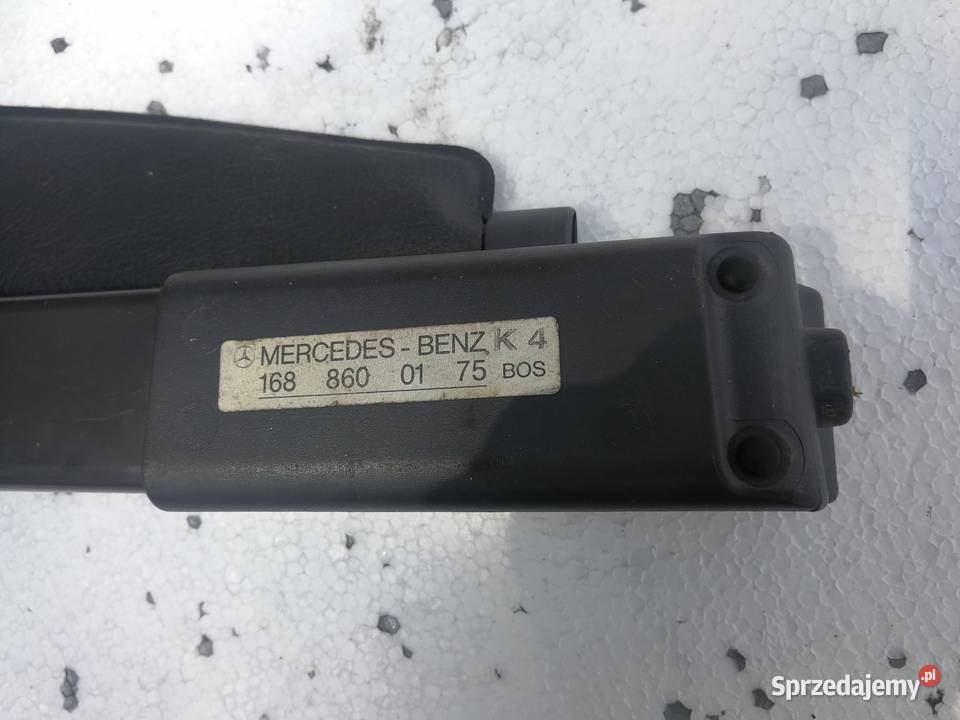 MERCEDES-BENZ K 4
168 860 01 75 BOS
Sprzedajemy.pl